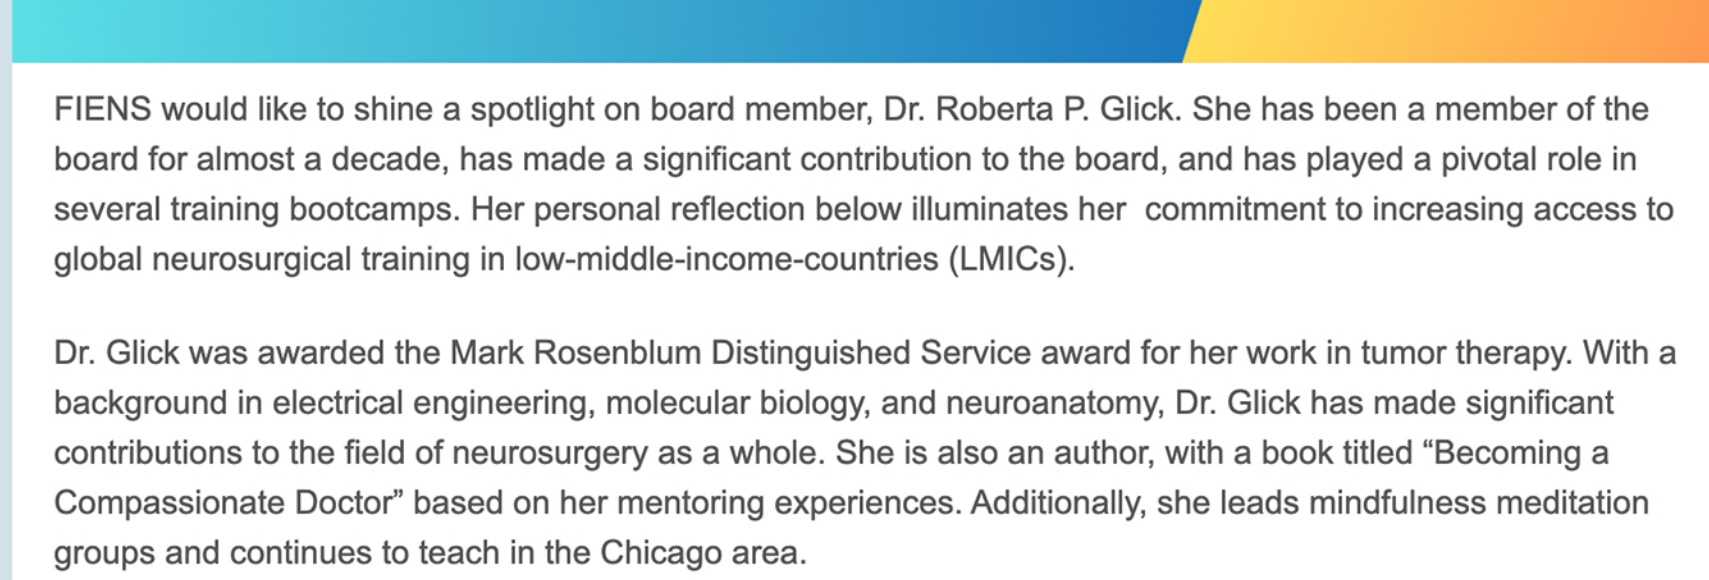 FIENS would like to shine a spotlight on board member, Dr. Roberta P. Glick. She has been a member of the
board for almost a decade, has made a significant contribution to the board, and has played a pivotal role in
several training bootcamps. Her personal reflection below illuminates her  commitment to increasing access to
global neurosurgical training in low-middle-income-countries (LMICs).
Dr. Glick was awarded the Mark Rosenblum Distinguished Service award for her work in tumor therapy. With a
background in electrical engineering, molecular biology, and neuroanatomy, Dr. Glick has made significant
contributions to the field of neurosurgery as a whole. She is also an author, with a book titled “Becoming a
Compassionate Doctor” based on her mentoring experiences. Additionally, she leads mindfulness meditation
groups and continues to teach in the Chicago area.